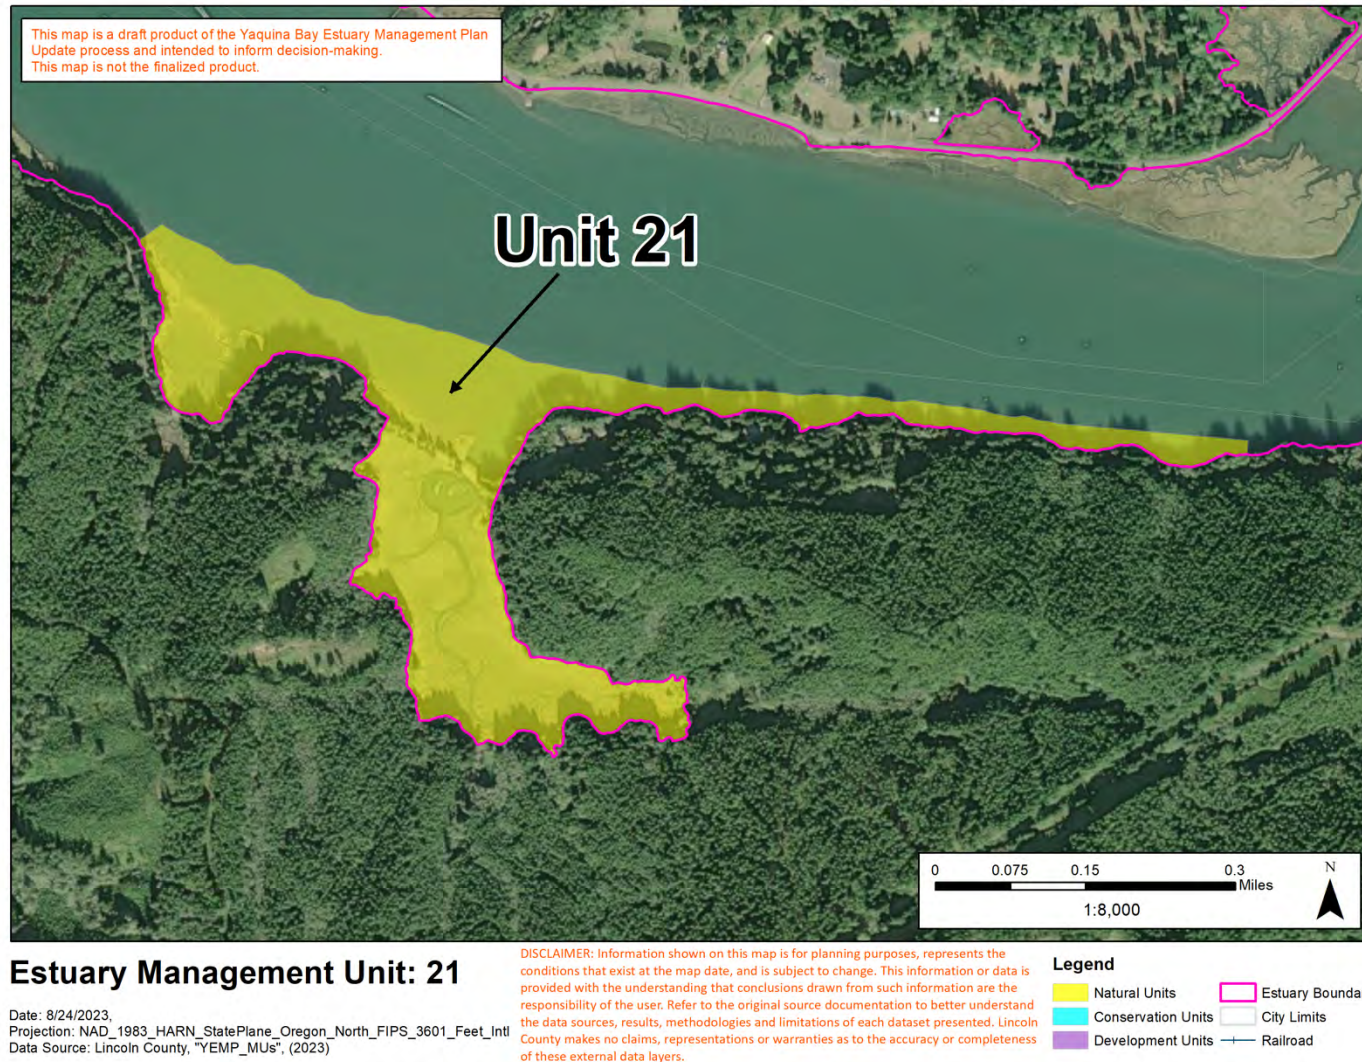 This map is a draft product of the Yaquina Bay Estuary Management Plan
Update process and intended to inform decision-making.
This map is not the finalized product.
Unit 21
0 0.075 0.15 0.3
Miles
1:8,000
N
Estuary Management Unit: 21
Date: 8/24/2023,
Projection: NAD_1983_HARN_StatePlane_Oregon_North_FIPS_3601_Feet_Intl
Data Source: Lincoln County, "YEMP_MUs", (2023)
DISCLAIMER: Information shown on this map is for planning purposes, represents the
conditions that exist at the map date, and is subject to change. This information or data is
provided with the understanding that conclusions drawn from such information are the
responsibility of the user. Refer to the original source documentation to better understand
the data sources, results, methodologies and limitations of each dataset presented. Lincoln
County makes no claims, representations or warranties as to the accuracy or completeness
of these external data layers.
Legend
Natural Units
Conservation Units
Development Units
Estuary Bounda
City Limits
Railroad